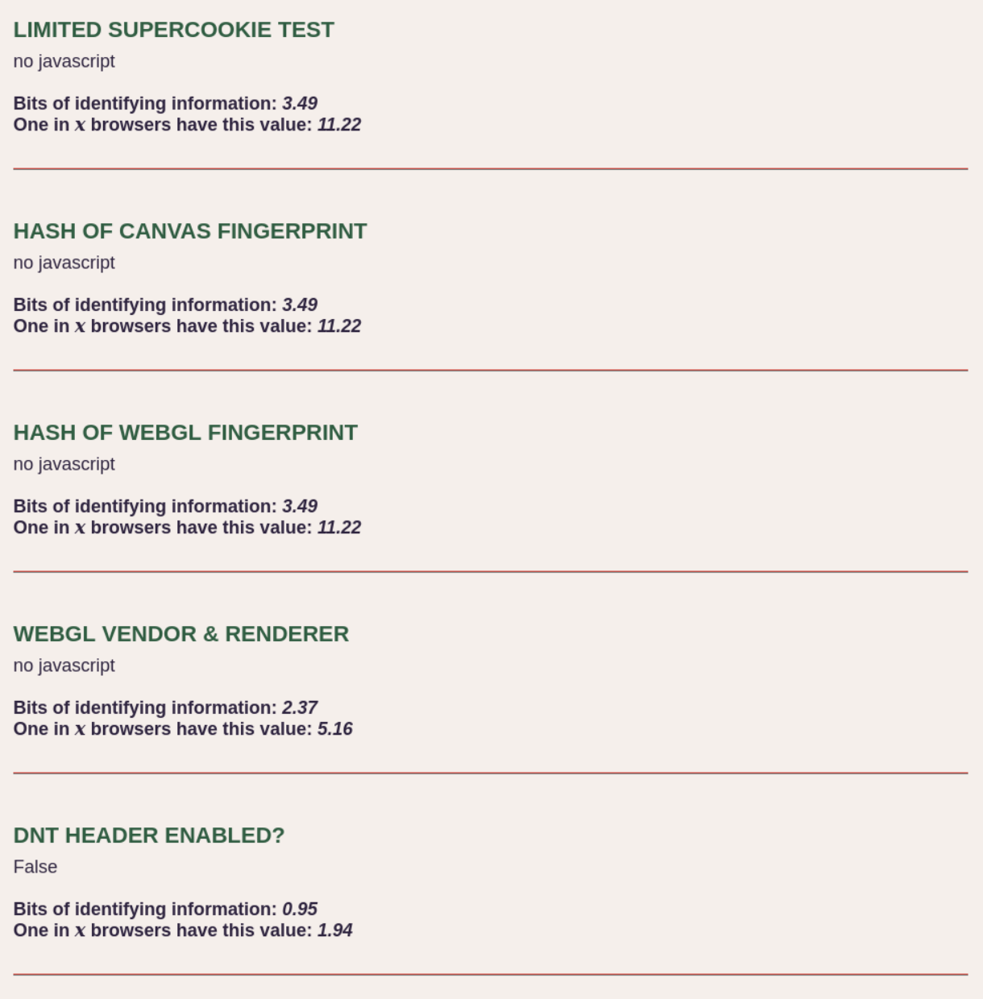 LIMITED SUPERCOOKIE TEST
no javascript
Bits of identifying information: 3.49
One in x browsers have this value: 11.22
HASH OF CANVAS FINGERPRINT
no javascript
Bits of identifying information: 3.49
One in x browsers have this value: 11.22
HASH OF WEBGL FINGERPRINT
no javascript
Bits of identifying information: 3.49
One in x browsers have this value: 11.22
WEBGL VENDOR & RENDERER
no javascript
Bits of identifying information: 2.37
One in x browsers have this value: 5.16
DNT HEADER ENABLED?
False
Bits of identifying information: 0.95
One in x browsers have this value: 1.94